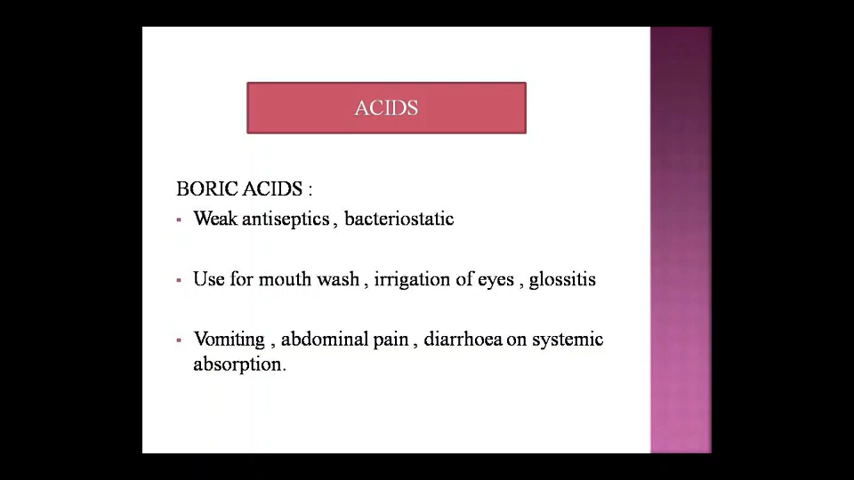 ACIDS
BORIC ACIDS :
▪ Weak antiseptics , bacteriostatic
▪ Use for mouth wash , irrigation of eyes , glossitis
▪ Vomiting , abdominal pain , diarrhoea on systemic
absorption.